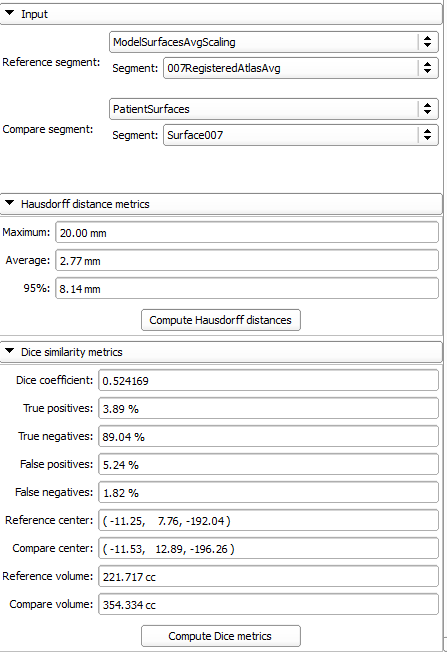 Input
ModelSurfacesAvgScaling
Reference segment:
Segment: 007RegisteredAtlasAvg
PatientSurfaces
Compare segment:
Segment: Surface007
Hausdorff distance metrics
Maximum: 20.00 mm
Average: 2.77 mm
95%: 8.14 mm
Compute Hausdorff distances
Dice similarity metrics
Dice coefficient: 0.524169
True positives: 3.89 %
True negatives: 89.04 %
False positives: 5.24 %
False negatives: 1.82 %
Reference center: ( -11.25, 7.76, -192.04 )
Compare center: ( -11.53, 12.89, -196.26 )
Reference volume: 221.717 cc
Compare volume: 354.334 cc
Compute Dice metrics